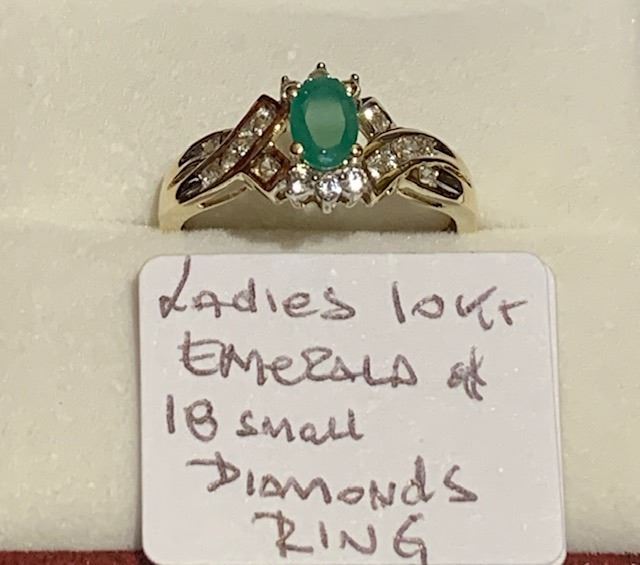 Ladies 10Kt
EMERALD &
18 small
DIAMONdS
RING